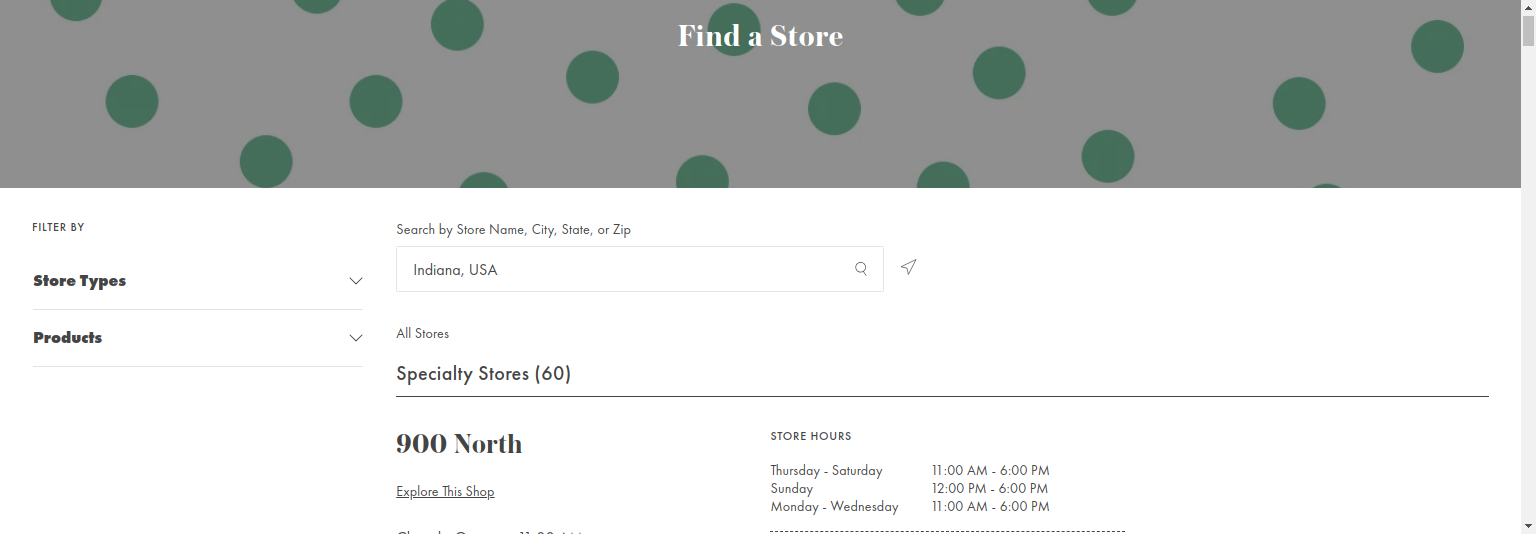 Find a Store
FILTER BY
Store Types
Products
Search by Store Name, City, State, or Zip
Indiana, USA
All Stores
Specialty Stores (60)
900 North
Explore This Shop
STORE HOURS
Thursday - Saturday 11:00 AM - 6:00 PM
Sunday 12:00 PM - 6:00 PM
Monday - Wednesday 11:00 AM - 6:00 PM